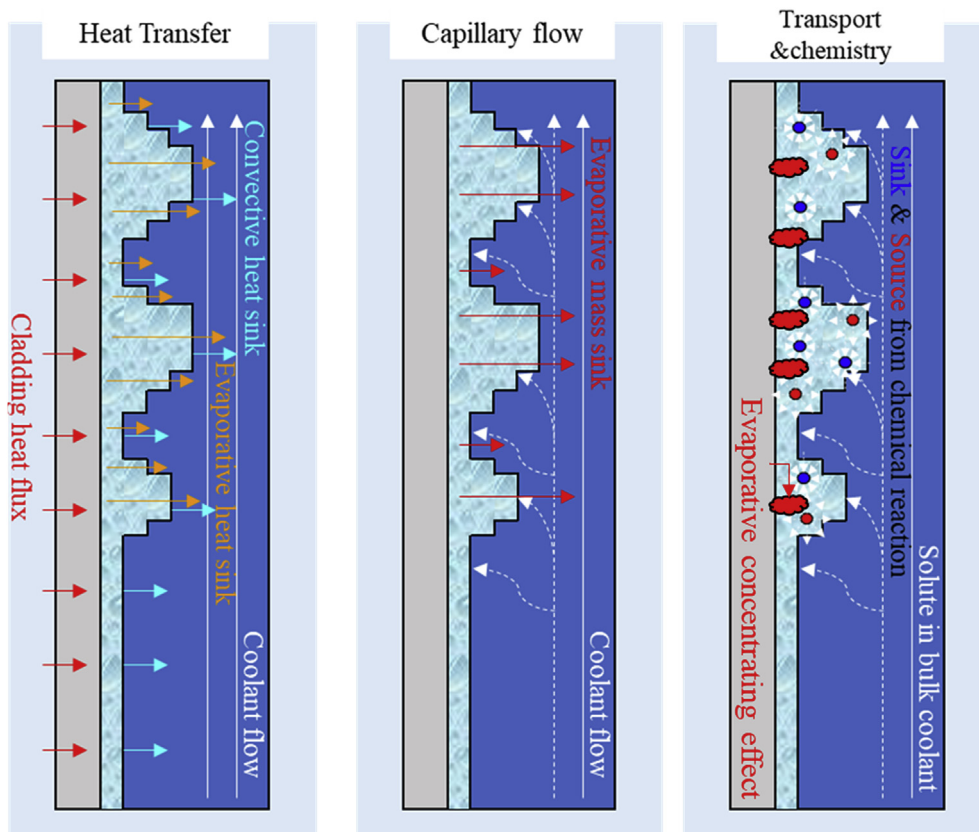 Heat Transfer
Cladding heat flux
Convective heat sink
Evaporative heat sink
Coolant flow
Capillary flow
Evaporative mass sink
Coolant flow
Transport
&chemistry
Sink & Source from chemical reaction
Evaporative concentrating effect
Solute in bulk coolant